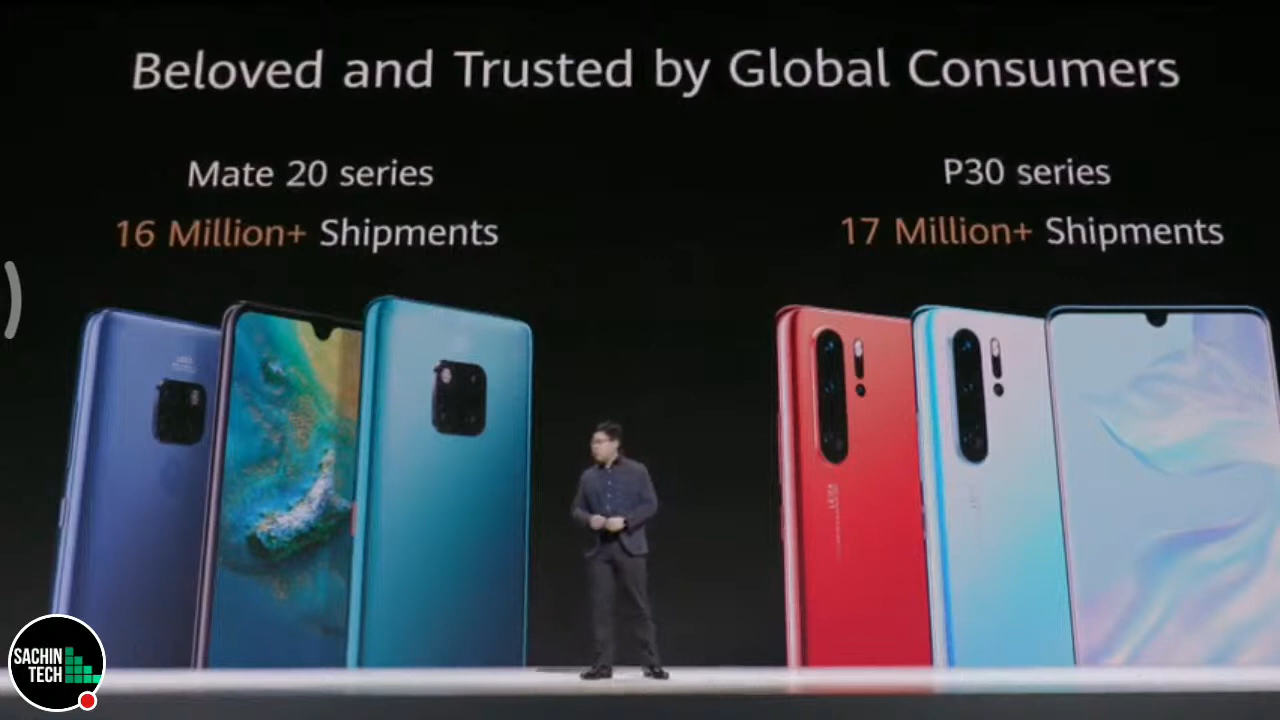 Beloved and Trusted by Global Consumers
Mate 20 series
16 Million+ Shipments
P30 series
17 Million+ Shipments
SACHIN
TECH